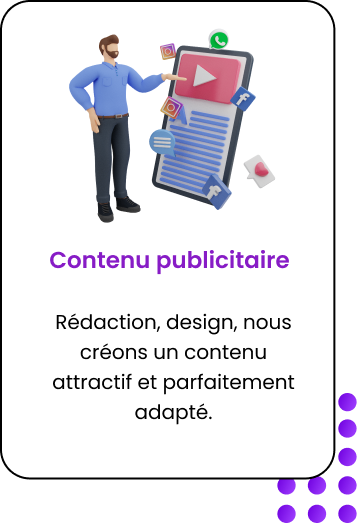 Contenu publicitaire
Rédaction, design, nous
créons un contenu
attractif et parfaitement
adapté.